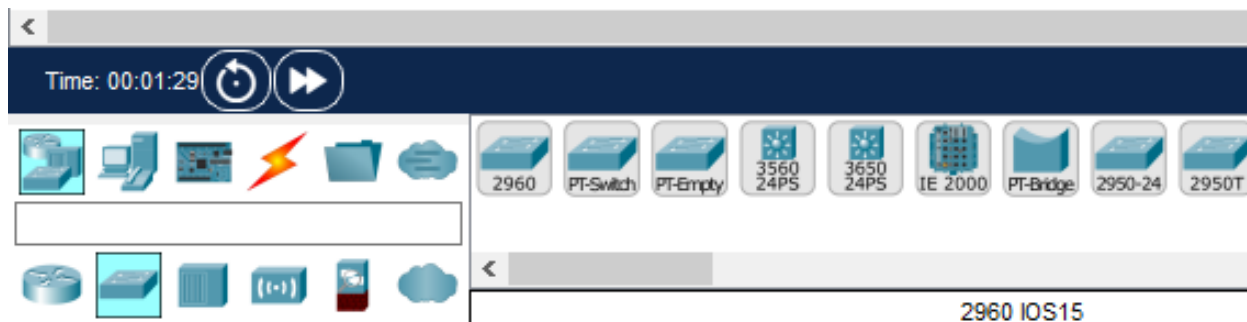 Time: 00:01:29
2960 PT-Switch PT-Empty 3560 24PS 3650 24PS IE 2000 PT-Bridge 2950-24 2950T
2960 IOS15